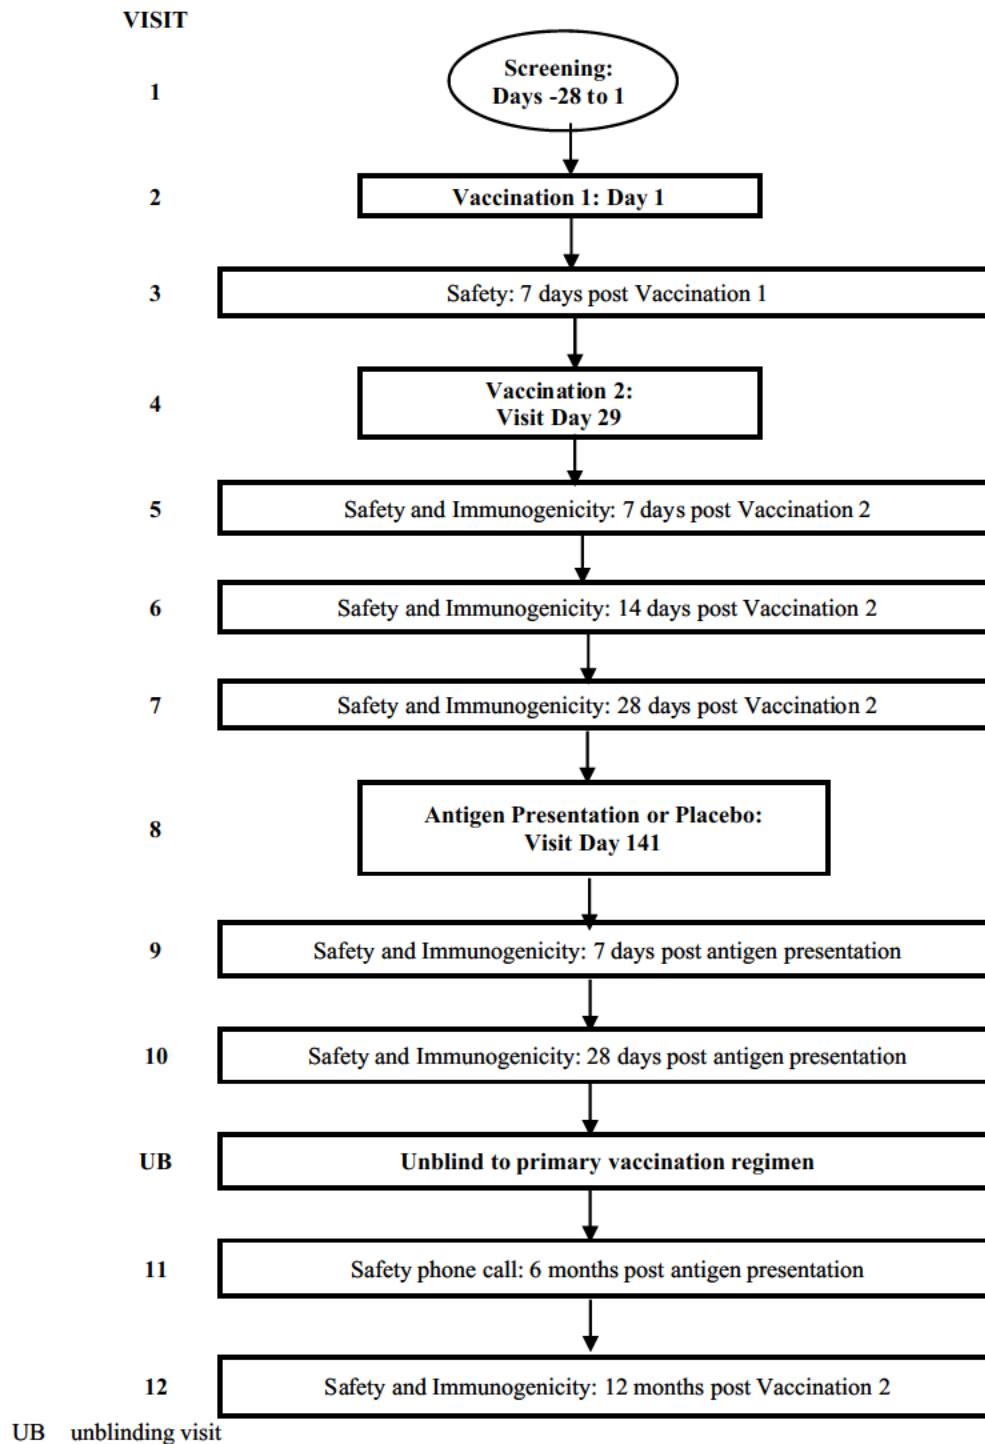 VISIT
1
Screening:
Days -28 to 1
2
Vaccination 1: Day 1
3
Safety: 7 days post Vaccination 1
4
Vaccination 2:
Visit Day 29
5
Safety and Immunogenicity: 7 days post Vaccination 2
6
Safety and Immunogenicity: 14 days post Vaccination 2
7
Safety and Immunogenicity: 28 days post Vaccination 2
8
Antigen Presentation or Placebo:
Visit Day 141
9
Safety and Immunogenicity: 7 days post antigen presentation
10
Safety and Immunogenicity: 28 days post antigen presentation
UB
Unblind to primary vaccination regimen
11
Safety phone call: 6 months post antigen presentation
12
Safety and Immunogenicity: 12 months post Vaccination 2
UB unblinding visit